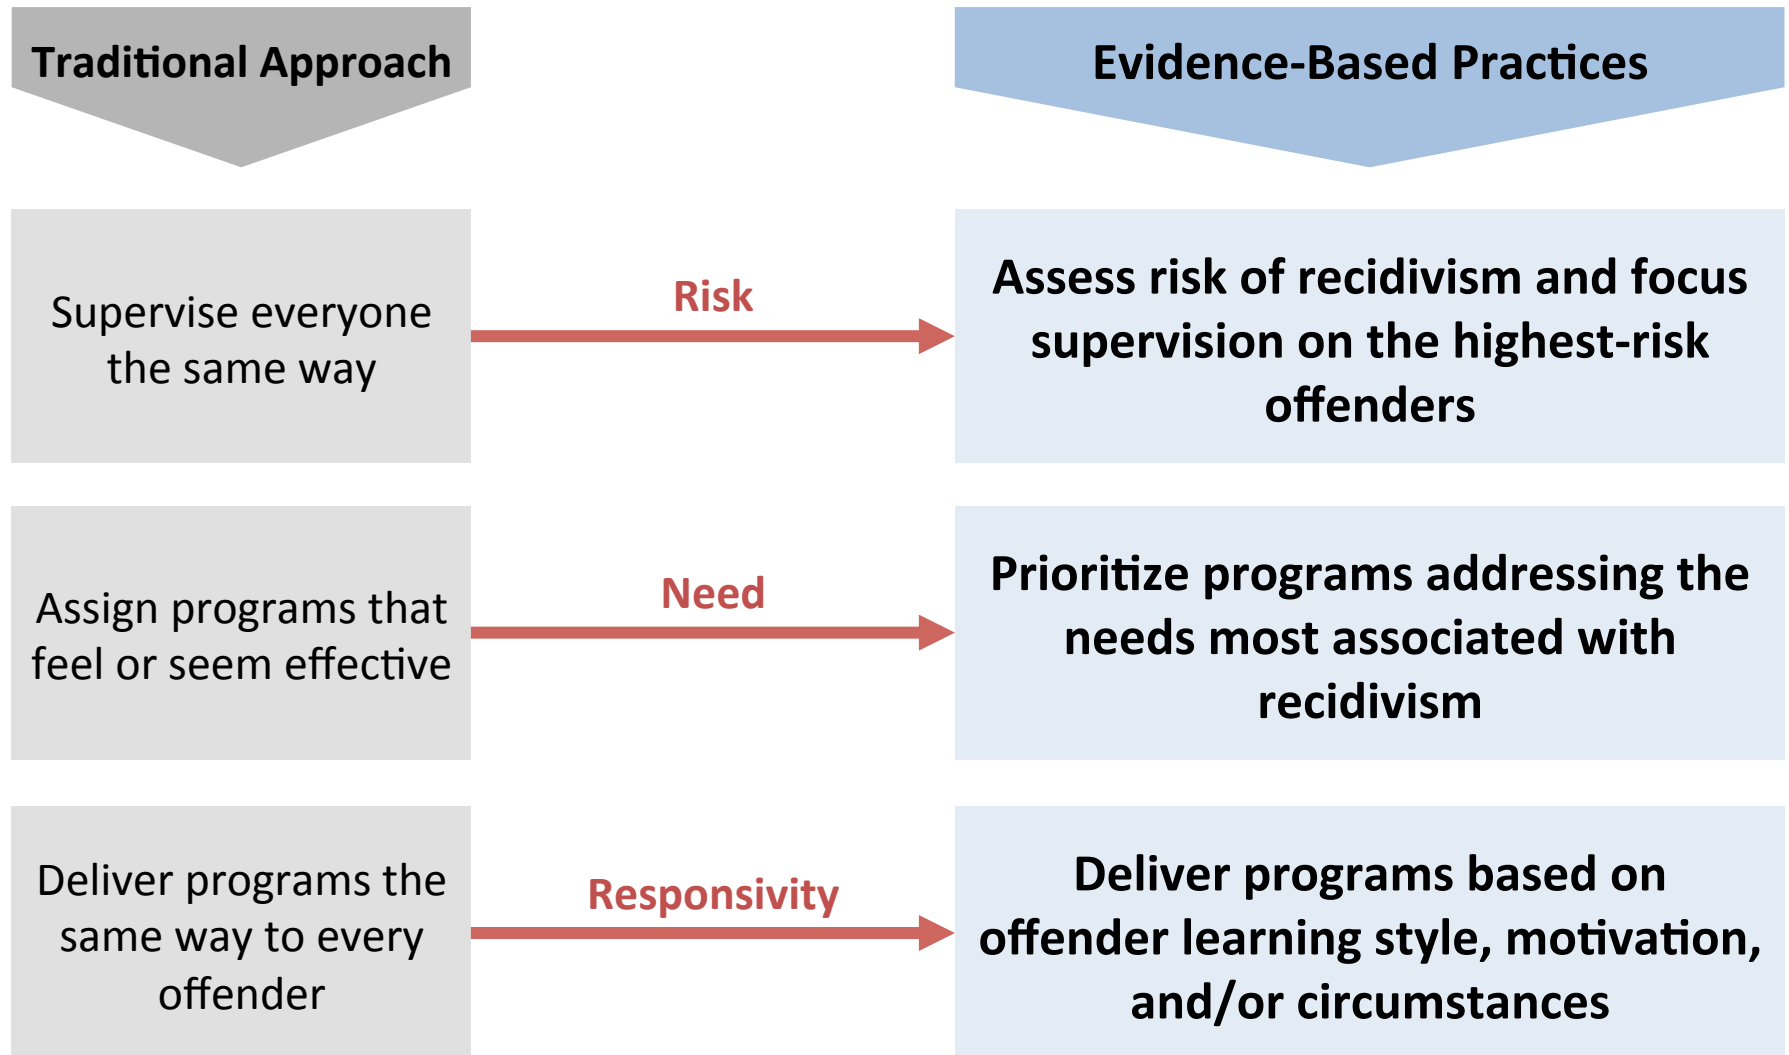 Traditional Approach
Evidence-Based Practices
Supervise everyone
the same way
Risk
Assess risk of recidivism and focus
supervision on the highest-risk
offenders
Assign programs that
feel or seem effective
Need
Prioritize programs addressing the
needs most associated with
recidivism
Deliver programs the
same way to every
offender
Responsivity
Deliver programs based on
offender learning style, motivation,
and/or circumstances